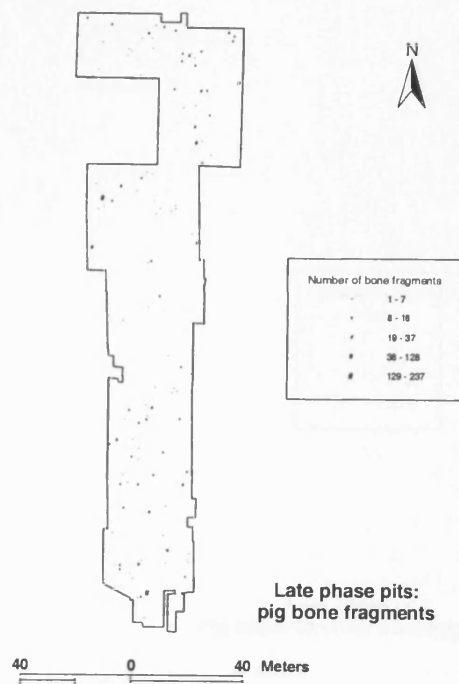 N
Number of bone fragments
1 - 7
8 - 18
19 - 37
38 - 128
129 - 237
Late phase pits:
pig bone fragments
40 0 40 Meters